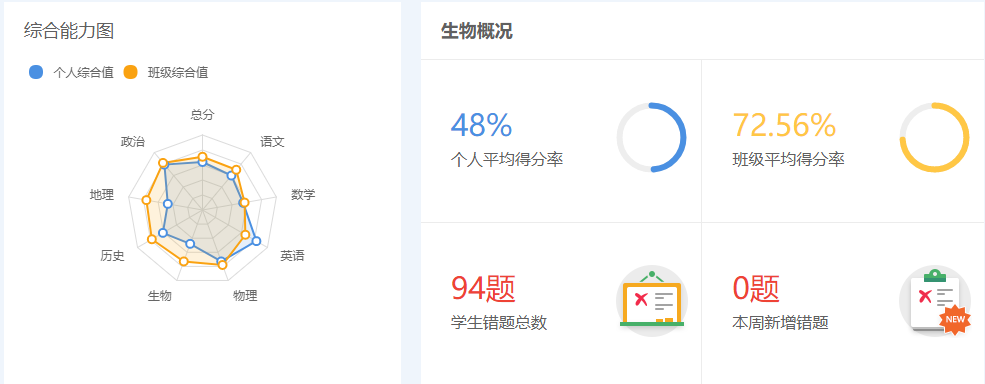 综合能力图
个人综合值 班级综合值
总分
政治 语文
地理 数学
历史 英语
生物 物理
生物概况
48%
个人平均得分率
72.56%
班级平均得分率
94题
学生错题总数
0题
本周新增错题
NEW